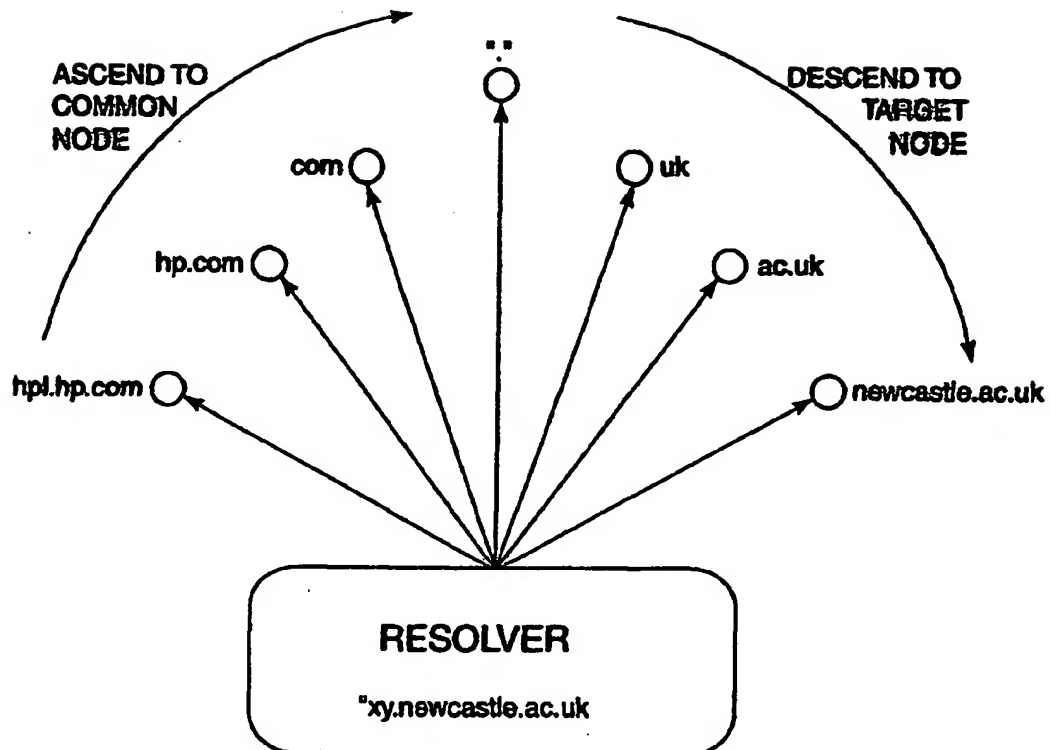 "."
ASCEND TO
COMMON
NODE
DESCEND TO
TARGET
NODE
com
uk
hp.com
ac.uk
hpl.hp.com
newcastle.ac.uk
RESOLVER
"xy.newcastle.ac.uk